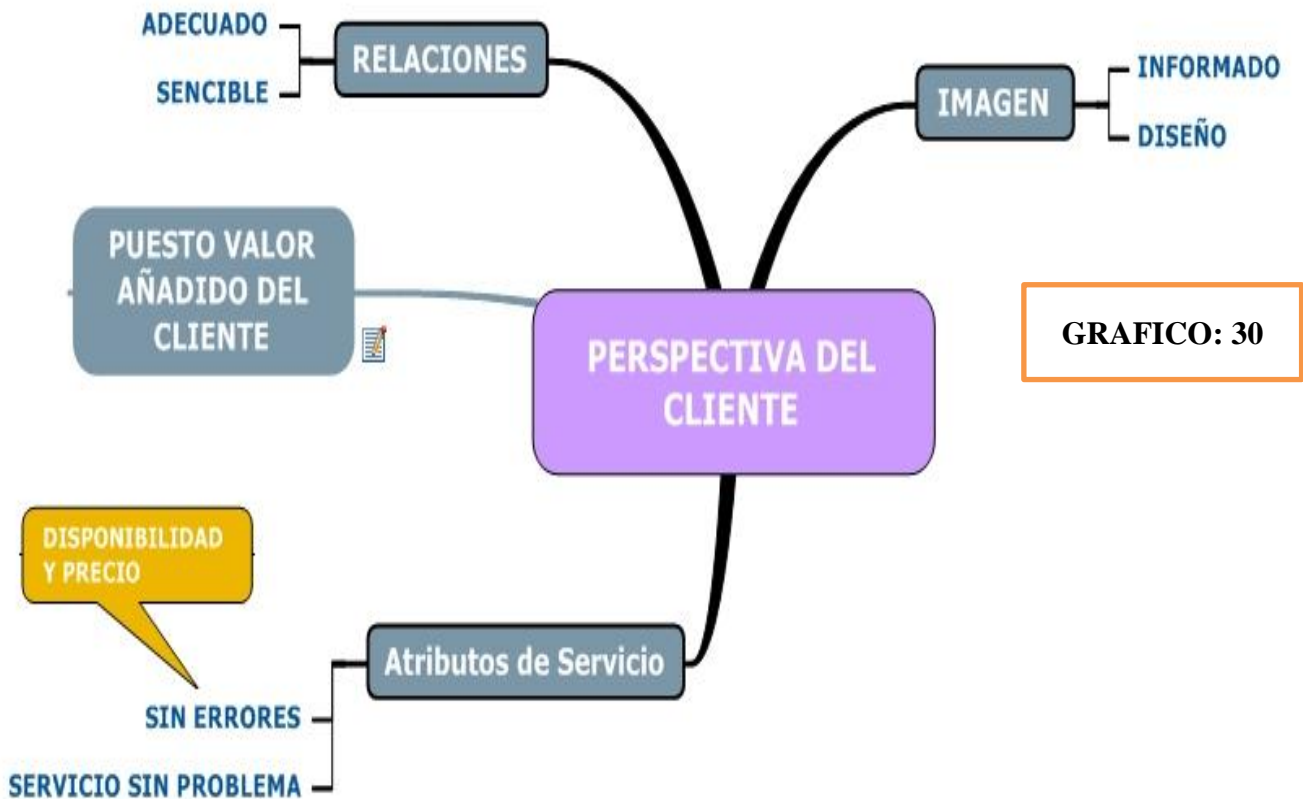 ADECUADO
SENCIBLE
RELACIONES
IMAGEN
INFORMADO
DISEÑO
PUESTO VALOR
AÑADIDO DEL
CLIENTE
PERSPECTIVA DEL
CLIENTE
GRAFICO: 30
DISPONIBILIDAD
Y PRECIO
Atributos de Servicio
SIN ERRORES
SERVICIO SIN PROBLEMA